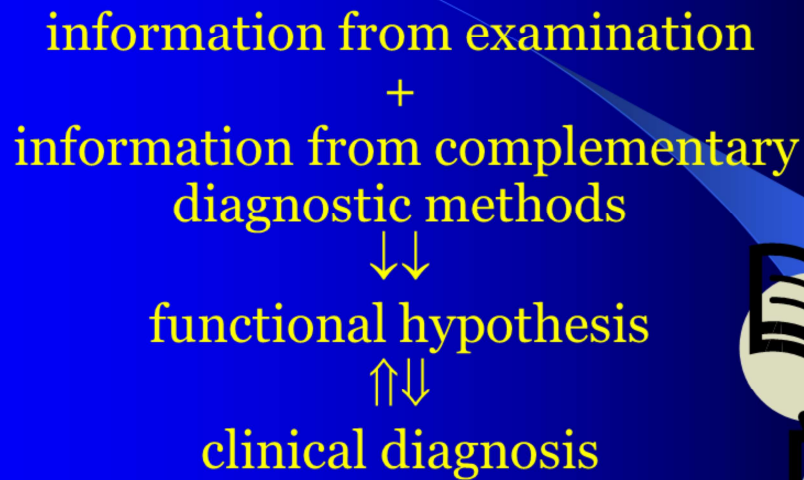 information from examination
+
information from complementary
diagnostic methods
↓↓
functional hypothesis
⇑⇓
clinical diagnosis